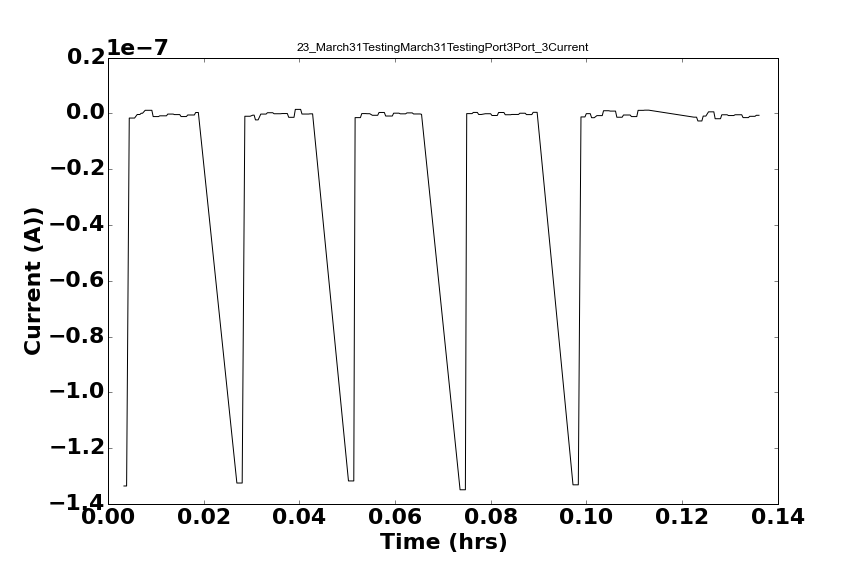 23_March31TestingMarch31TestingPort3Port_3Current
1e−7
0.2
0.0
−0.2
−0.4
−0.6
−0.8
−1.0
−1.2
−1.4
Current (A))
0.00 0.02 0.04 0.06 0.08 0.10 0.12 0.14
Time (hrs)